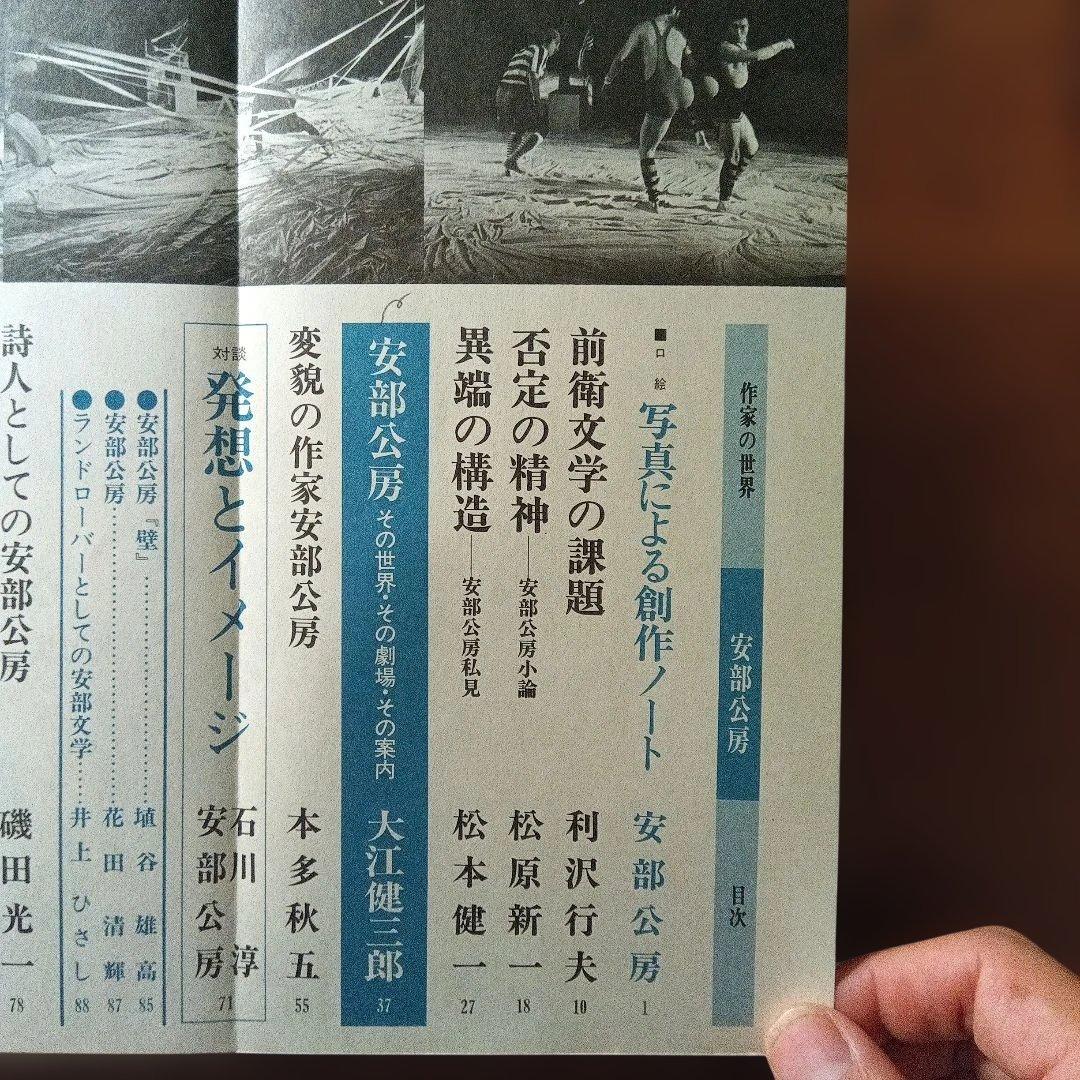 作家の世界 安部公房 目次
■口絵 写真による創作ノート 安部公房 1
前衛文学の課題 利沢行夫 10
否定の精神――安部公房小論 松原新一 18
異端の構造――安部公房私見 松本健一 27
安部公房 その世界・その劇場・その案内 大江健三郎 37
変貌の作家安部公房 本多秋五 55
対談 発想とイメージ 石川淳 安部公房 71
●安部公房『壁』…… 埴谷雄高 85
●安部公房…… 花田清輝 87
●ランドローバーとしての安部文学…… 井上ひさし 88
詩人としての安部公房 磯田光一 78